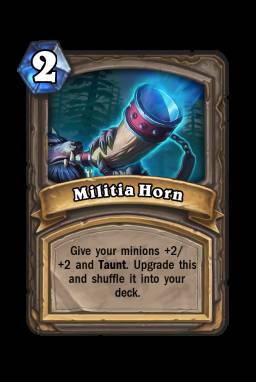 2
Militia Horn
Give your minions +2/
+2 and Taunt. Upgrade this
and shuffle it into your
deck.